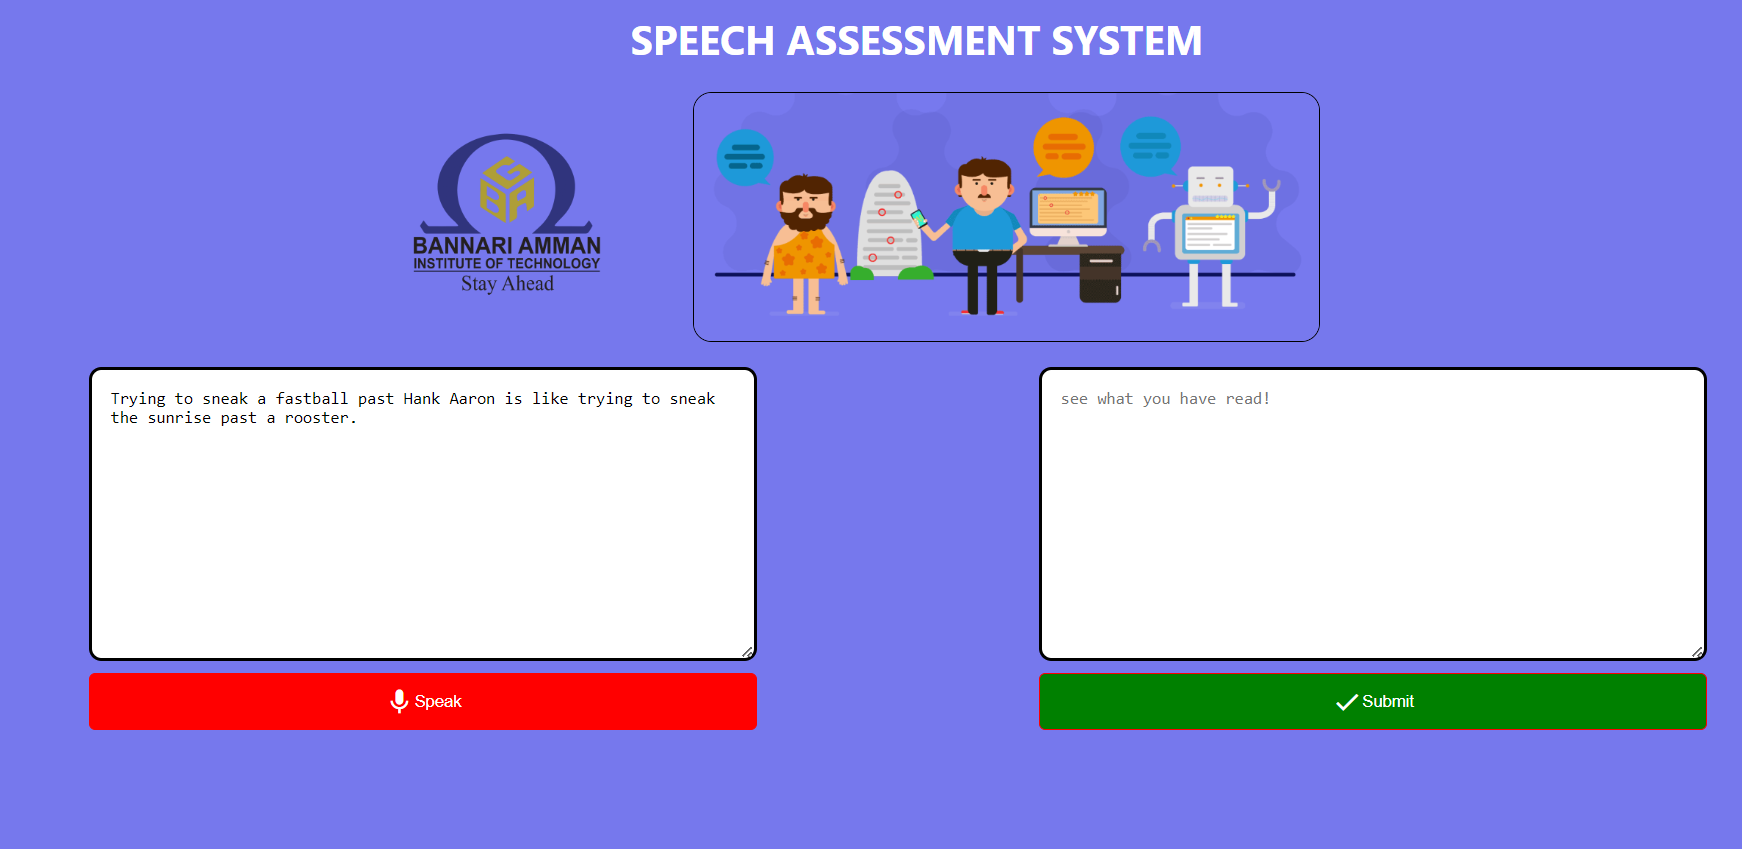 SPEECH ASSESSMENT SYSTEM
GBA
BANNARI AMMAN
INSTITUTE OF TECHNOLOGY
Stay Ahead
Trying to sneak a fastball past Hank Aaron is like trying to sneak
the sunrise past a rooster.
see what you have read!
Speak
Submit